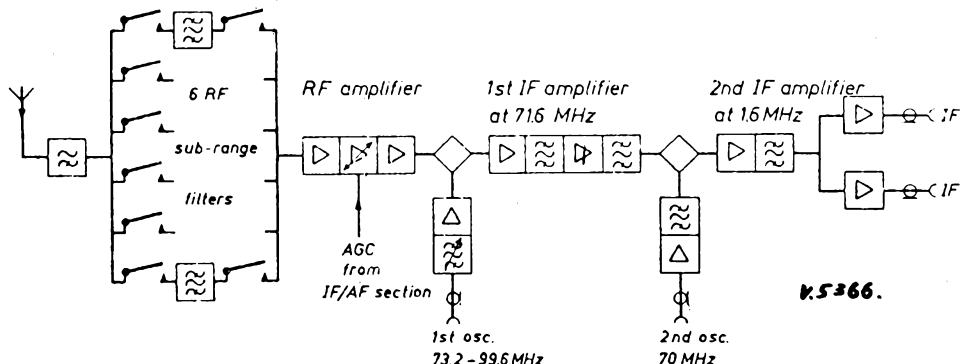 6 RF
sub-range
filters
RF amplifier
AGC
from
IF/AF section
1st IF amplifier
at 71.6 MHz
1st osc.
73.2-99.6 MHz
2nd IF amplifier
at 1.6 MHz
2nd osc.
70 MHz
IF
IF
V.5366.